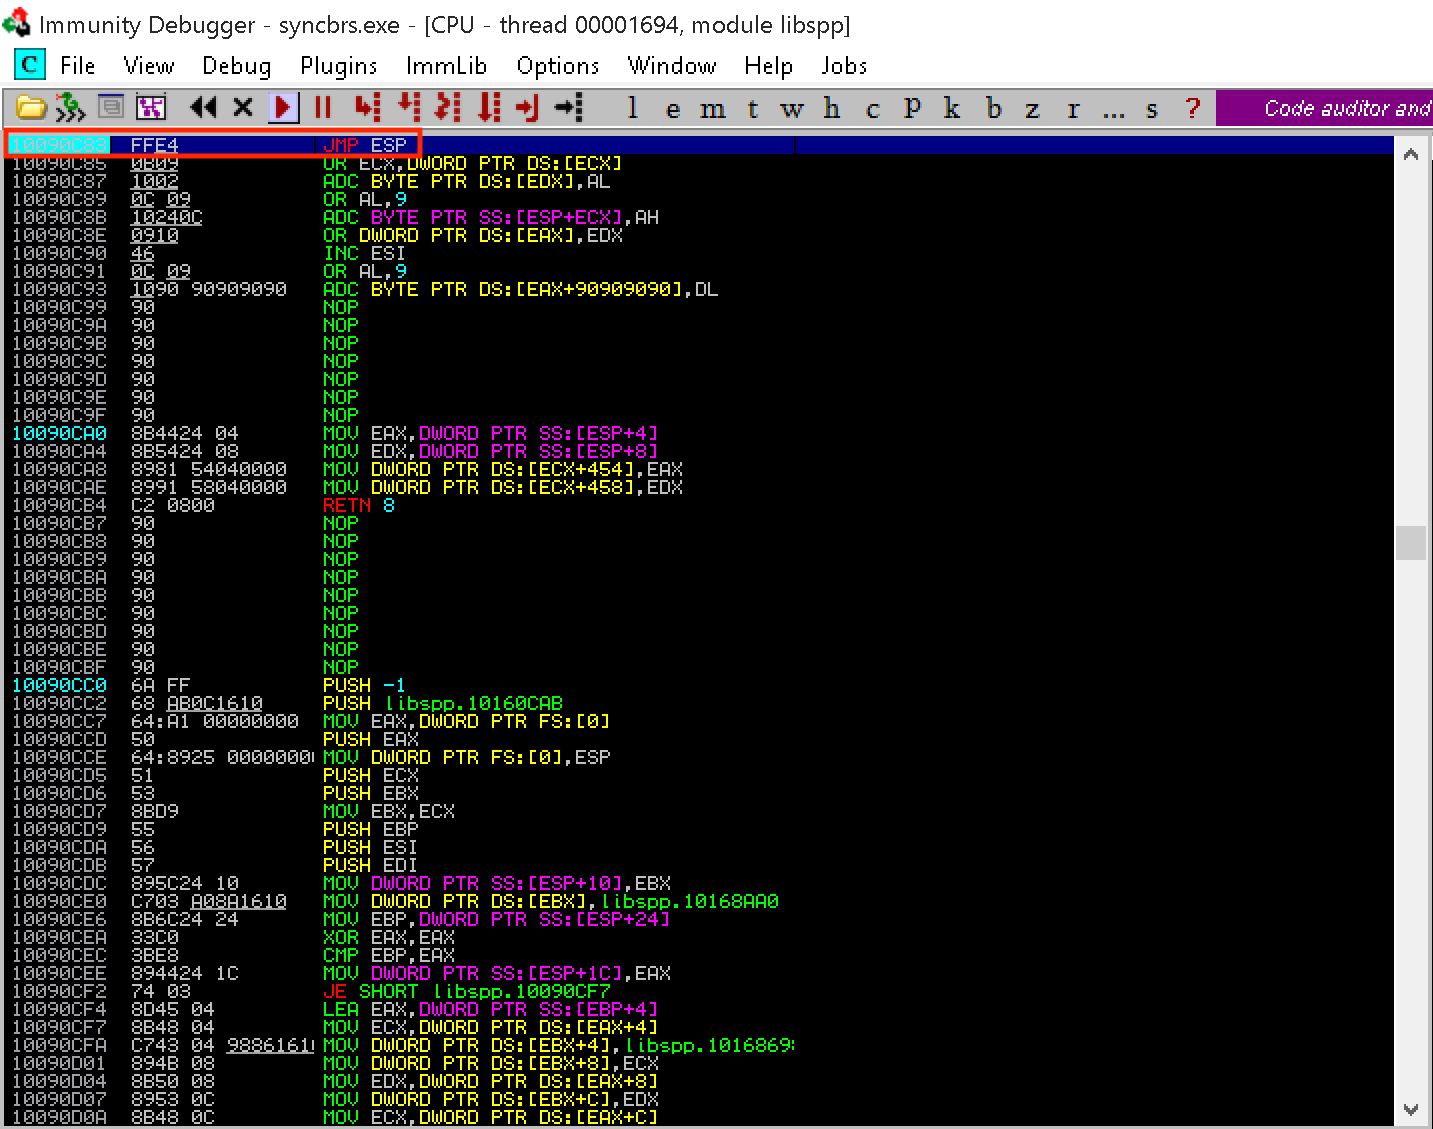 Immunity Debugger - syncbrs.exe - [CPU - thread 00001694, module libspp]
C File View Debug Plugins ImmLib Options Window Help Jobs
l e m t w h c P k b z r ... s ? Code auditor and
10090C83 FFE4 JMP ESP
10090C85 0B09 OR ECX,DWORD PTR DS:[ECX]
10090C87 1002 ADC BYTE PTR DS:[EDX],AL
10090C89 0C 09 OR AL,9
10090C8B 10240C ADC BYTE PTR SS:[ESP+ECX],AH
10090C8E 0910 OR DWORD PTR DS:[EAX],EDX
10090C90 46 INC ESI
10090C91 0C 09 OR AL,9
10090C93 1090 90909090 ADC BYTE PTR DS:[EAX+90909090],DL
10090C99 90 NOP
10090C9A 90 NOP
10090C9B 90 NOP
10090C9C 90 NOP
10090C9D 90 NOP
10090C9E 90 NOP
10090C9F 90 NOP
10090CA0 8B4424 04 MOV EAX,DWORD PTR SS:[ESP+4]
10090CA4 8B5424 08 MOV EDX,DWORD PTR SS:[ESP+8]
10090CA8 8981 54040000 MOV DWORD PTR DS:[ECX+454],EAX
10090CAE 8991 58040000 MOV DWORD PTR DS:[ECX+458],EDX
10090CB4 C2 0800 RETN 8
10090CB7 90 NOP
10090CB8 90 NOP
10090CB9 90 NOP
10090CBA 90 NOP
10090CBB 90 NOP
10090CBC 90 NOP
10090CBD 90 NOP
10090CBE 90 NOP
10090CBF 90 NOP
10090CC0 6A FF PUSH -1
10090CC2 68 AB0C1610 PUSH libspp.10160CAB
10090CC7 64:A1 00000000 MOV EAX,DWORD PTR FS:[0]
10090CCD 50 PUSH EAX
10090CCE 64:8925 0000000 MOV DWORD PTR FS:[0],ESP
10090CD5 51 PUSH ECX
10090CD6 53 PUSH EBX
10090CD7 8BD9 MOV EBX,ECX
10090CD9 55 PUSH EBP
10090CDA 56 PUSH ESI
10090CDB 57 PUSH EDI
10090CDC 895C24 10 MOV DWORD PTR SS:[ESP+10],EBX
10090CE0 C703 A08A1610 MOV DWORD PTR DS:[EBX],libspp.10168AA0
10090CE6 8B6C24 24 MOV EBP,DWORD PTR SS:[ESP+24]
10090CEA 33C0 XOR EAX,EAX
10090CEC 3BE8 CMP EBP,EAX
10090CEE 894424 1C MOV DWORD PTR SS:[ESP+1C],EAX
10090CF2 74 03 JE SHORT libspp.10090CF7
10090CF4 8D45 04 LEA EAX,DWORD PTR SS:[EBP+4]
10090CF7 8B48 04 MOV ECX,DWORD PTR DS:[EAX+4]
10090CFA C743 04 9886161 MOV DWORD PTR DS:[EBX+4],libspp.1016869
10090D01 894B 08 MOV DWORD PTR DS:[EBX+8],ECX
10090D04 8B50 08 MOV EDX,DWORD PTR DS:[EAX+8]
10090D07 8953 0C MOV DWORD PTR DS:[EBX+C],EDX
10090D0A 8B48 0C MOV ECX,DWORD PTR DS:[EAX+C]